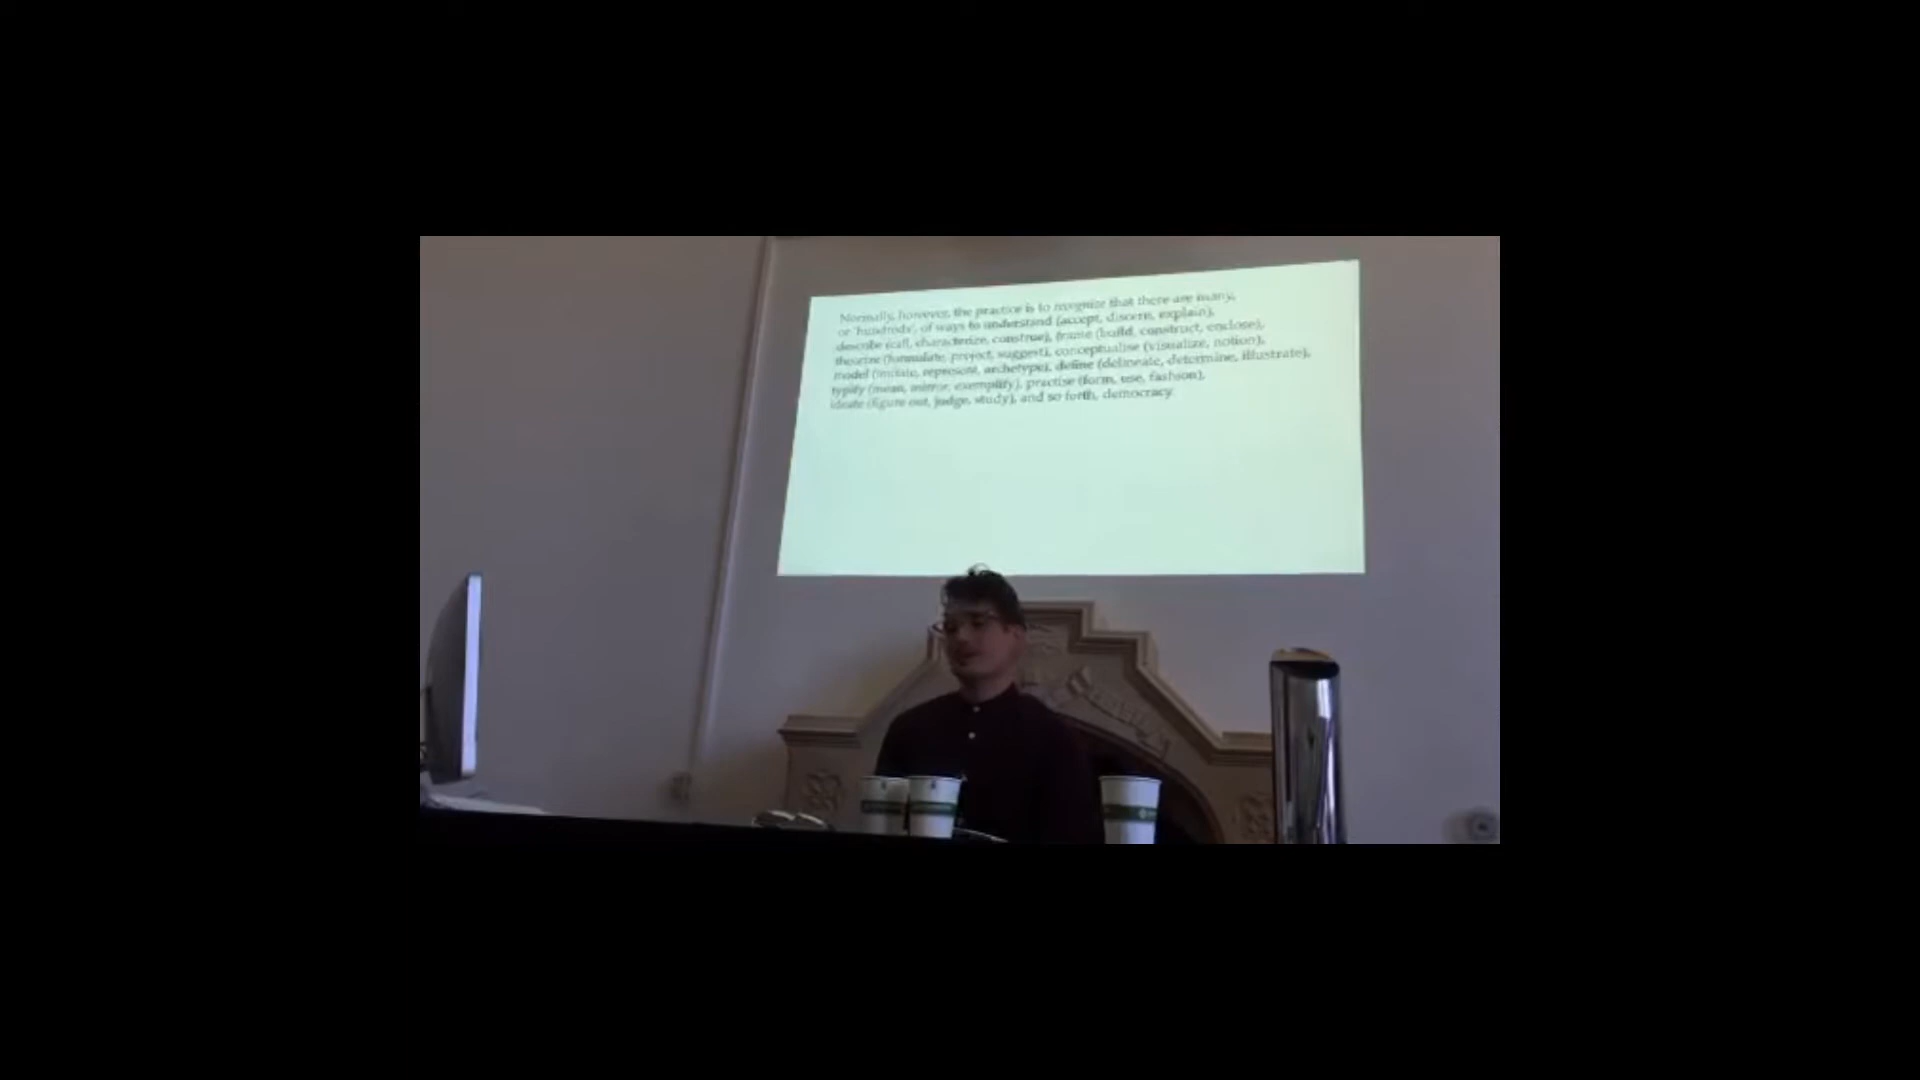 Normally, however, the practice is to recognize that there are many,
or 'hundreds', of ways to understand (accept, discern, explain),
describe (call, characterize, construe), frame (build, construct, enclose),
theorize (formulate, project, suggest), conceptualise (visualize, notion),
model (imitate, represent, archetype), define (delineate, determine, illustrate),
typify (mean, mirror, exemplify), practise (form, use, fashion),
ideate (figure out, judge, study), and so forth, democracy.